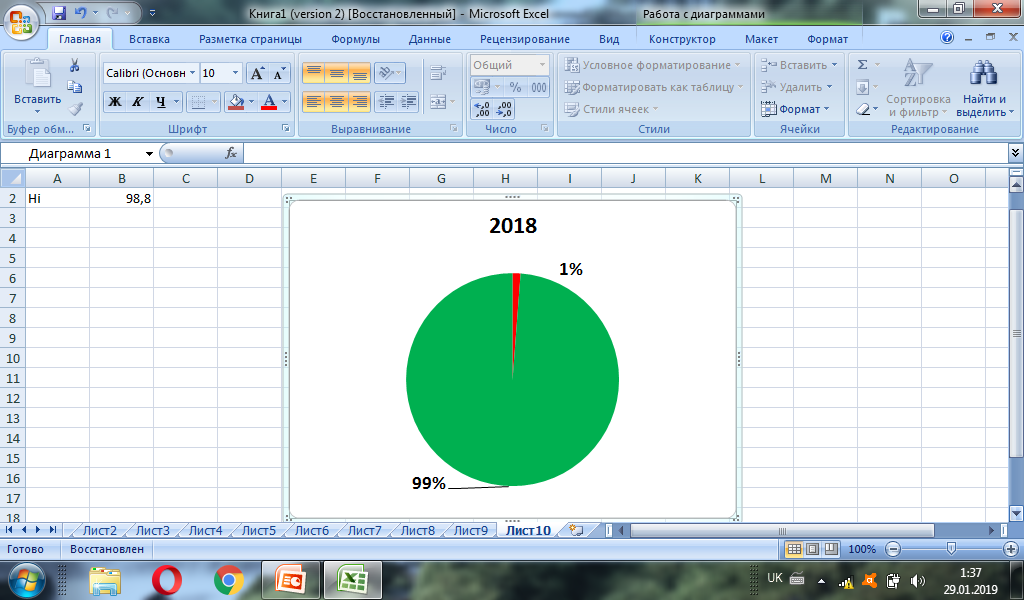 Книга1 (version 2) [Восстановленный] - Microsoft Excel
Работа с диаграммами
Главная Вставка Разметка страницы Формулы Данные Рецензирование Вид Конструктор Макет Формат
Вставить
Буфер обм...
Calibri (Основн 10
Ж К Ч
Шрифт
Выравнивание
Общий
% 000
Число
Условное форматирование
Форматировать как таблицу
Стили ячеек
Стили
Вставить
Удалить
Формат
Ячейки
Сортировка и фильтр
Найти и выделить
Редактирование
Диаграмма 1 fx
A B C D E F G H I J K L M N O
2 Ні 98,8
3
4
5
6
7
8
9
10
11
12
13
14
15
16
17
18
2018
1%
99%
Лист2 Лист3 Лист4 Лист5 Лист6 Лист7 Лист8 Лист9 Лист10
Готово Восстановлен 100%
UK 1:37
29.01.2019